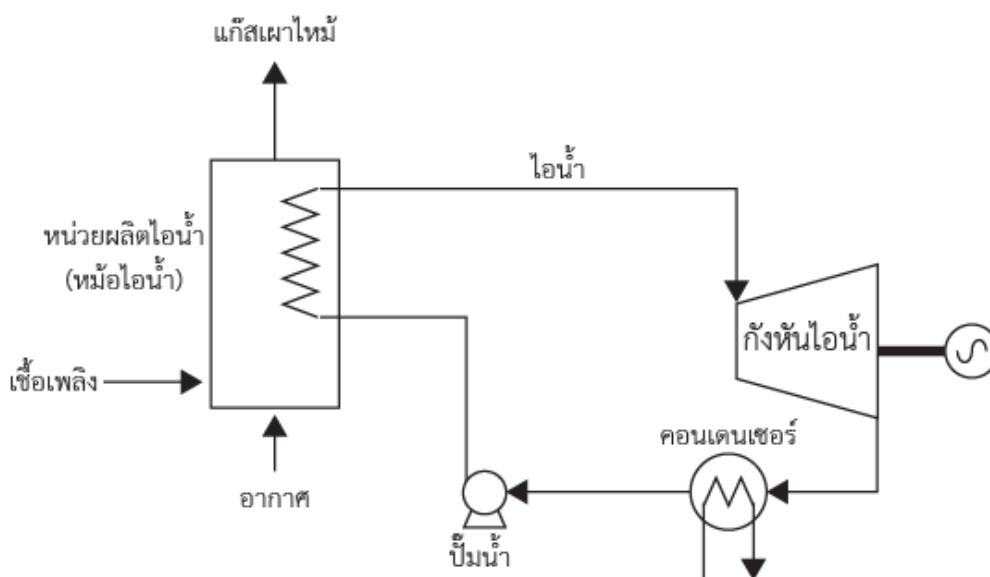 แก๊สเผาไหม้
ไอน้ำ
หน่วยผลิตไอน้ำ
(หม้อไอน้ำ)
กังหันไอน้ำ
เชื้อเพลิง
คอนเดนเซอร์
อากาศ
ปั๊มน้ำ